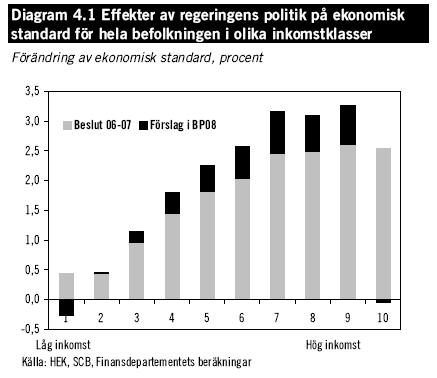 Diagram 4.1 Effekter av regeringens politik på ekonomisk
standard för hela befolkningen i olika inkomstklasser
Förändring av ekonomisk standard, procent
3,5
3,0
2,5
2,0
1,5
1,0
0,5
0,0
-0,5
Beslut 06-07 Förslag i BP08
1 2 3 4 5 6 7 8 9 10
Låg inkomst Hög inkomst
Källa: HEK, SCB, Finansdepartementets beräkningar